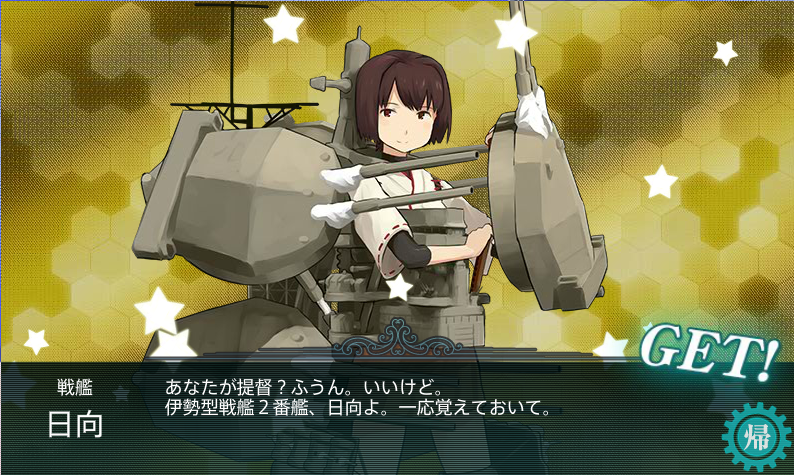 GET!
戦艦
日向
あなたが提督？ふうん。いいけど。
伊勢型戦艦２番艦、日向よ。一応覚えておいて。
帰